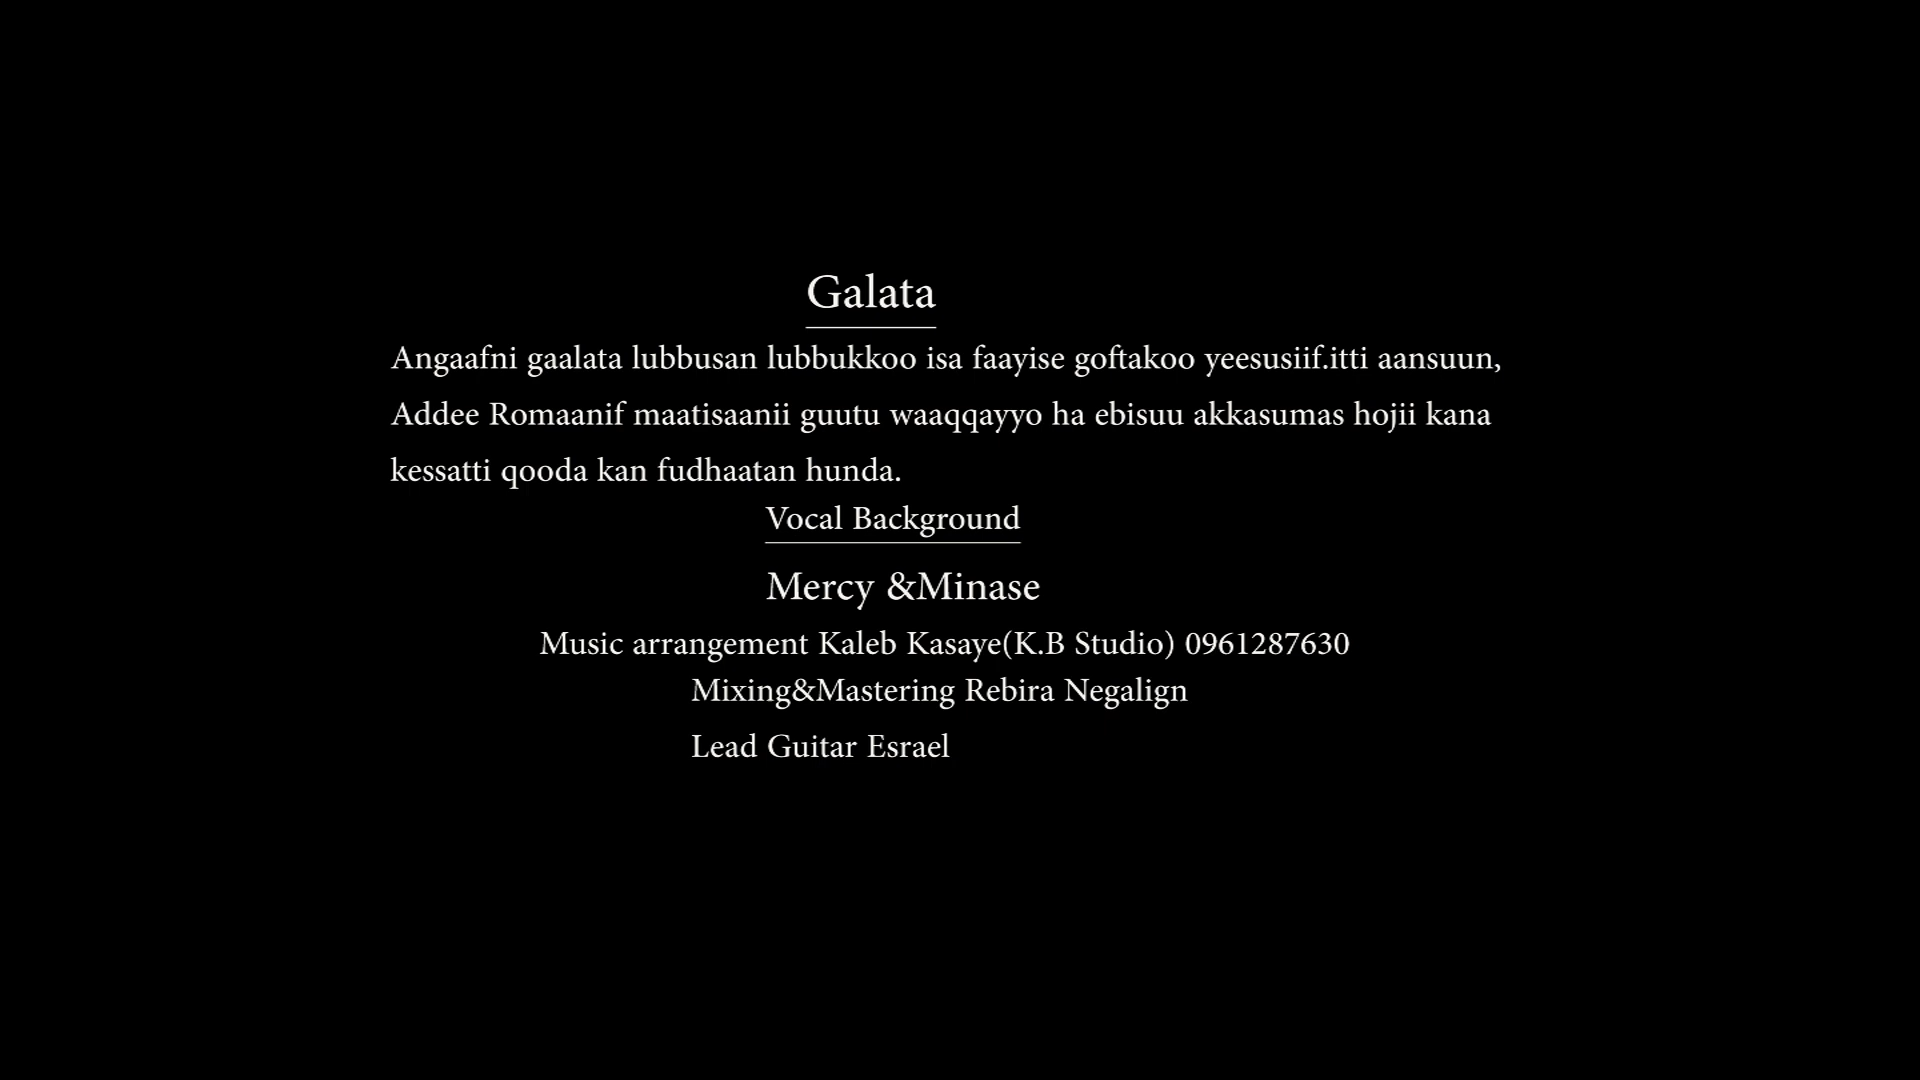 Galata
Angaafni gaalata lubbusan lubbukkoo isa faayise goftakoo yeesusiif.itti aansuun,
Addee Romaanif maatisaanii guutu waaqqayyo ha ebisuu akkasumas hojii kana
kessatti qooda kan fudhaatan hunda.
Vocal Background
Mercy &Minase
Music arrangement Kaleb Kasaye(K.B Studio) 0961287630
Mixing&Mastering Rebira Negalign
Lead Guitar Esrael